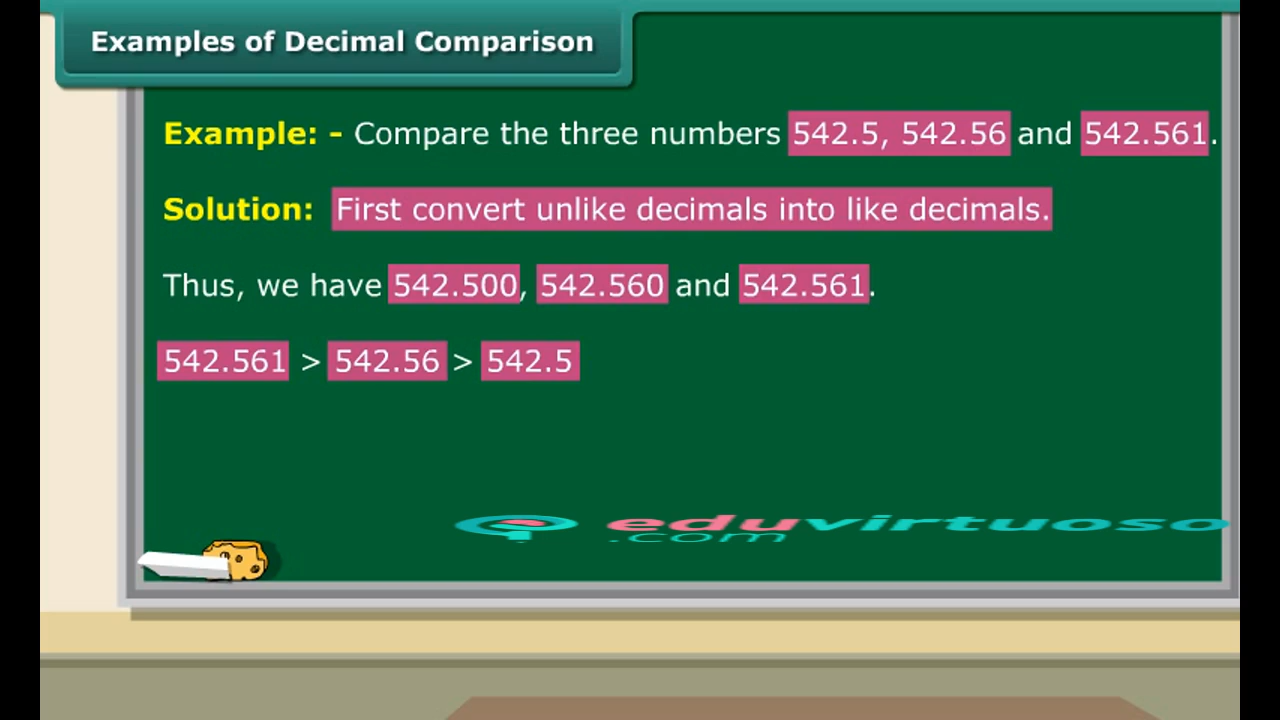 Examples of Decimal Comparison
Example: - Compare the three numbers 542.5, 542.56 and 542.561.
Solution: First convert unlike decimals into like decimals.
Thus, we have 542.500, 542.560 and 542.561.
542.561 > 542.56 > 542.5
eduvirtuoso
.com